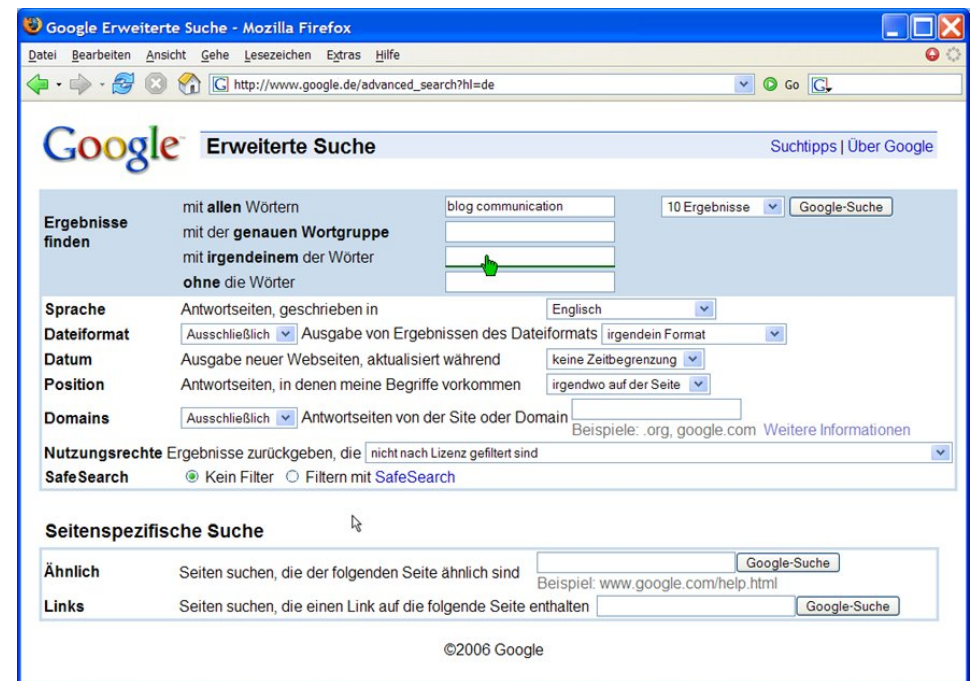 Google Erweiterte Suche - Mozilla Firefox
Datei Bearbeiten Ansicht Gehe Lesezeichen Extras Hilfe
G http://www.google.de/advanced_search?hl=de Go G
Google™ Erweiterte Suche Suchtipps | Über Google
Ergebnisse finden
mit allen Wörtern blog communication 10 Ergebnisse Google-Suche
mit der genauen Wortgruppe
mit irgendeinem der Wörter
ohne die Wörter
Sprache Antwortseiten, geschrieben in Englisch
Dateiformat Ausschließlich Ausgabe von Ergebnissen des Dateiformats irgendein Format
Datum Ausgabe neuer Webseiten, aktualisiert während keine Zeitbegrenzung
Position Antwortseiten, in denen meine Begriffe vorkommen irgendwo auf der Seite
Domains Ausschließlich Antwortseiten von der Site oder Domain
Beispiele: .org, google.com Weitere Informationen
Nutzungsrechte Ergebnisse zurückgeben, die nicht nach Lizenz gefiltert sind
SafeSearch Kein Filter Filtern mit SafeSearch
Seitenspezifische Suche
Ähnlich Seiten suchen, die der folgenden Seite ähnlich sind Google-Suche
Beispiel: www.google.com/help.html
Links Seiten suchen, die einen Link auf die folgende Seite enthalten Google-Suche
©2006 Google